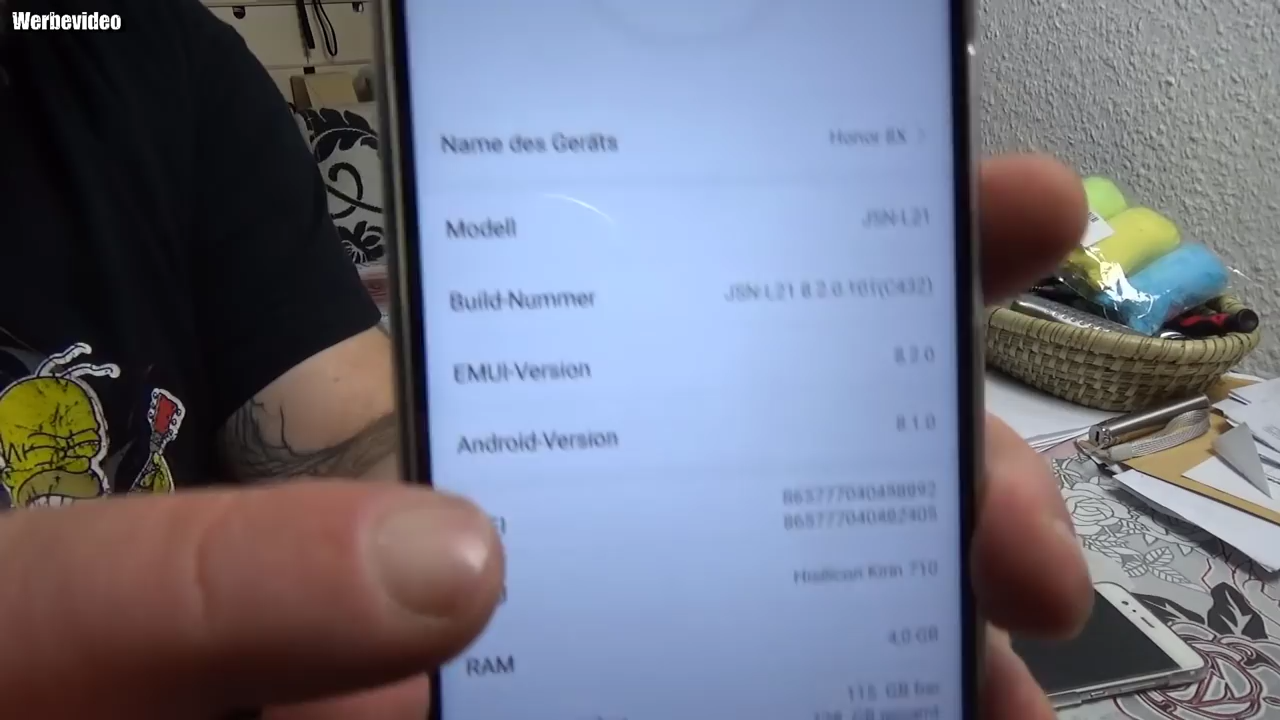 Werbevideo
Name des Geräts Honor 8X
Modell JSN-L21
Build-Nummer JSN-L21 8.2.0.101(C432)
EMUI-Version 8.2.0
Android-Version 8.1.0
Hisilicon Kirin 710
RAM 4,0 GB